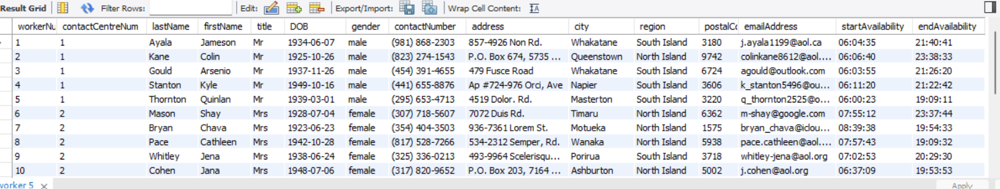 Result Grid Filter Rows: Edit: Export/Import: Wrap Cell Content:
workerNu contactCentreNum lastName firstName title DOB gender contactNumber address city region postalCo emailAddress startAvailability endAvailability
1 1 Ayala Jameson Mr 1934-06-07 male (981) 868-2303 857-4926 Non Rd. Whakatane South Island 3180 j.ayala1199@aol.ca 06:04:35 21:40:41
2 1 Kane Colin Mr 1925-10-26 male (823) 274-1543 P.O. Box 674, 5735 ... Queenstown North Island 9742 colinkane8612@aol.... 06:06:40 23:38:33
3 1 Gould Arsenio Mr 1937-11-26 male (454) 391-4655 479 Fusce Road Whakatane South Island 6724 agould@outlook.com 06:03:55 21:26:20
4 1 Stanton Kyle Mr 1949-10-16 male (441) 655-8876 Ap #724-976 Orci, Ave Napier South Island 3606 k_stanton5496@ou... 06:11:20 21:22:42
5 1 Thornton Quinlan Mr 1939-03-01 male (295) 653-4713 4519 Dolor. Rd. Masterton South Island 3220 q_thornton2525@o... 06:00:23 19:09:11
6 2 Mason Shay Mrs 1928-07-04 female (307) 718-5607 7072 Duis Rd. Timaru North Island 6362 m-shay@google.com 07:55:12 23:37:44
7 2 Bryan Chava Mrs 1923-06-23 female (354) 404-3503 936-7361 Lorem St. Motueka North Island 1575 bryan_chava@iclou... 08:39:38 19:54:33
8 2 Pace Cathleen Mrs 1942-10-28 female (817) 528-7266 534-2312 Semper, Rd. Wanaka North Island 5938 pace.cathleen@aol.... 07:57:43 19:09:32
9 2 Whitley Jena Mrs 1938-06-24 female (325) 336-0213 493-9964 Scelerisqu... Porirua South Island 3718 whitley-jena@aol.org 07:02:53 20:29:30
10 2 Cohen Jana Mrs 1948-07-06 female (317) 820-9652 P.O. Box 203, 7164 ... Ashburton North Island 5002 j.cohen@aol.org 06:37:09 19:53:53
worker 5 Apply